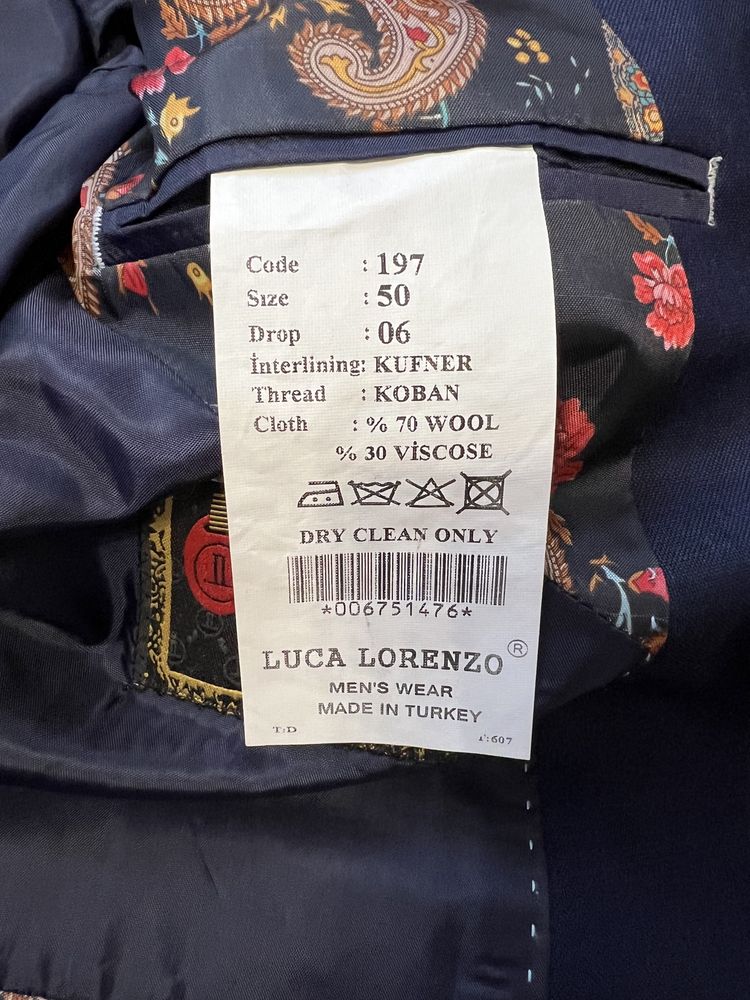 Code : 197
Sıze : 50
Drop : 06
İnterlining: KUFNER
Thread : KOBAN
Cloth : % 70 WOOL
% 30 VİSCOSE
DRY CLEAN ONLY
*006751476*
LUCA LORENZO®
MEN'S WEAR
MADE IN TURKEY
T:D